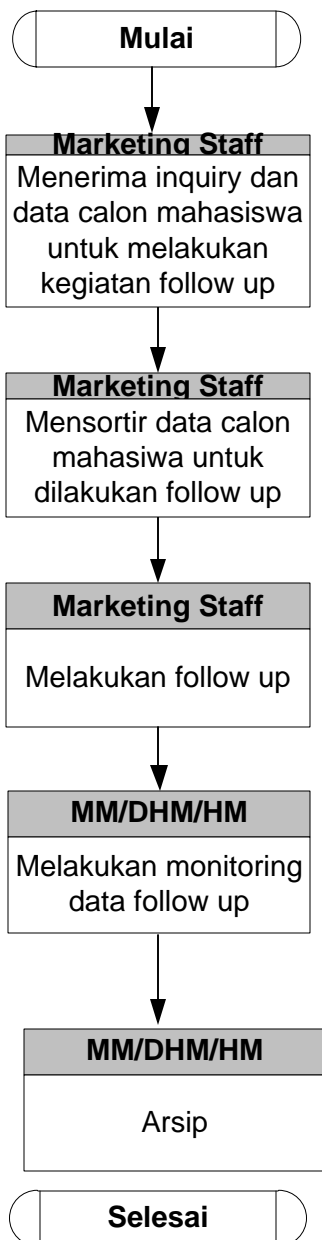 Mulai
Marketing Staff
Menerima inquiry dan
data calon mahasiswa
untuk melakukan
kegiatan follow up
Marketing Staff
Mensortir data calon
mahasiwa untuk
dilakukan follow up
Marketing Staff
Melakukan follow up
MM/DHM/HM
Melakukan monitoring
data follow up
MM/DHM/HM
Arsip
Selesai